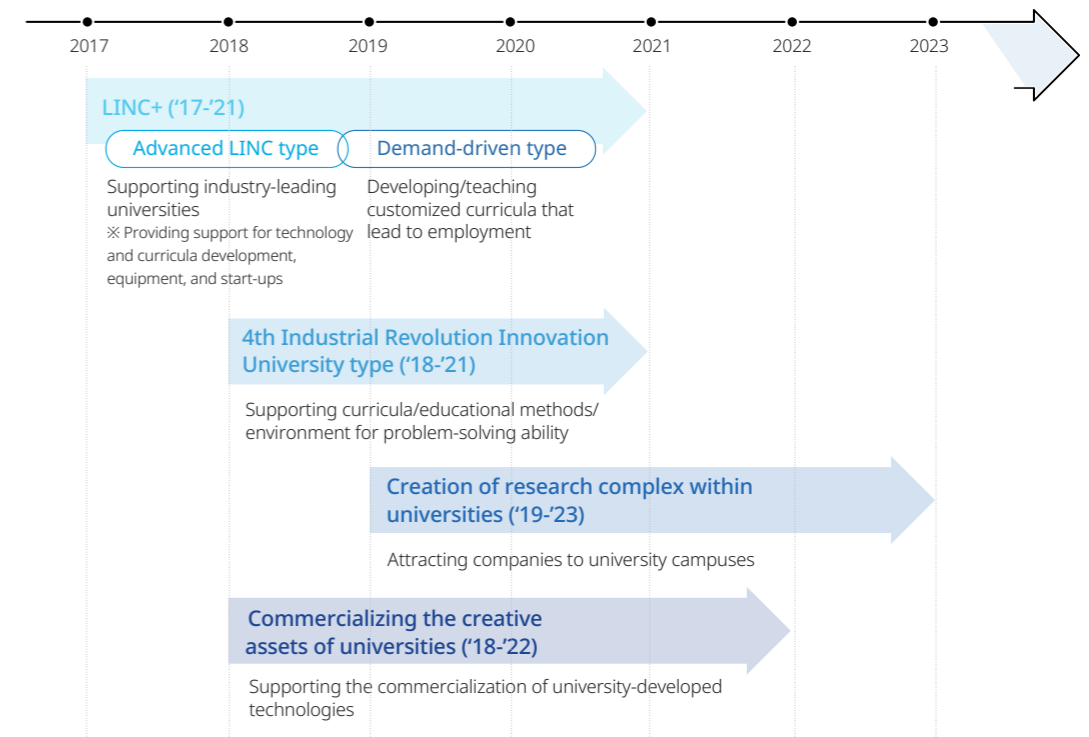 2017 2018 2019 2020 2021 2022 2023
LINC+ (‘17-’21)
Advanced LINC type
Supporting industry-leading
universities
※ Providing support for technology
and curricula development,
equipment, and start-ups
Demand-driven type
Developing/teaching
customized curricula that
lead to employment
4th Industrial Revolution Innovation
University type (‘18-’21)
Supporting curricula/educational methods/
environment for problem-solving ability
Creation of research complex within
universities (‘19-’23)
Attracting companies to university campuses
Commercializing the creative
assets of universities (‘18-’22)
Supporting the commercialization of university-developed
technologies